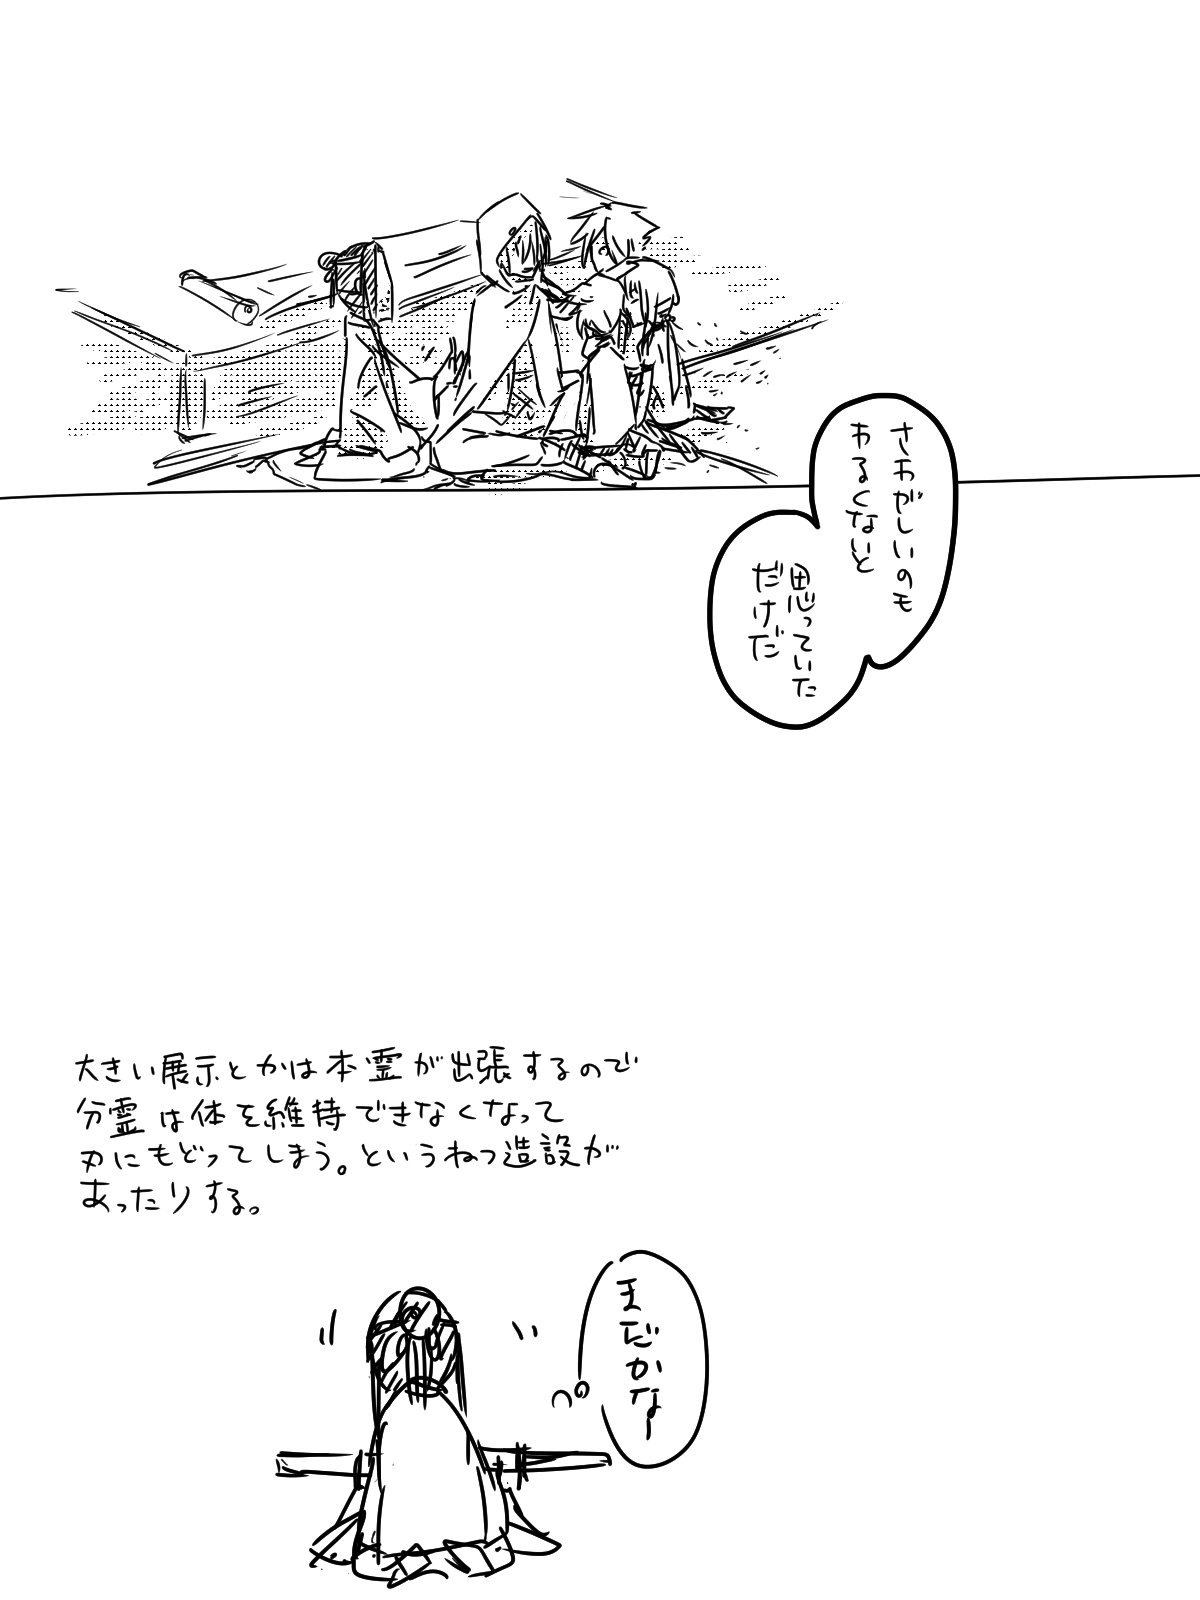 さわがしいのも
わるくないと
思っていた
だけだ
大きい展示とかは本霊が出張するので
分霊は体を維持できなくなって
刃にもどってしまう。というねつ造設が
あったりする。
まだかなー